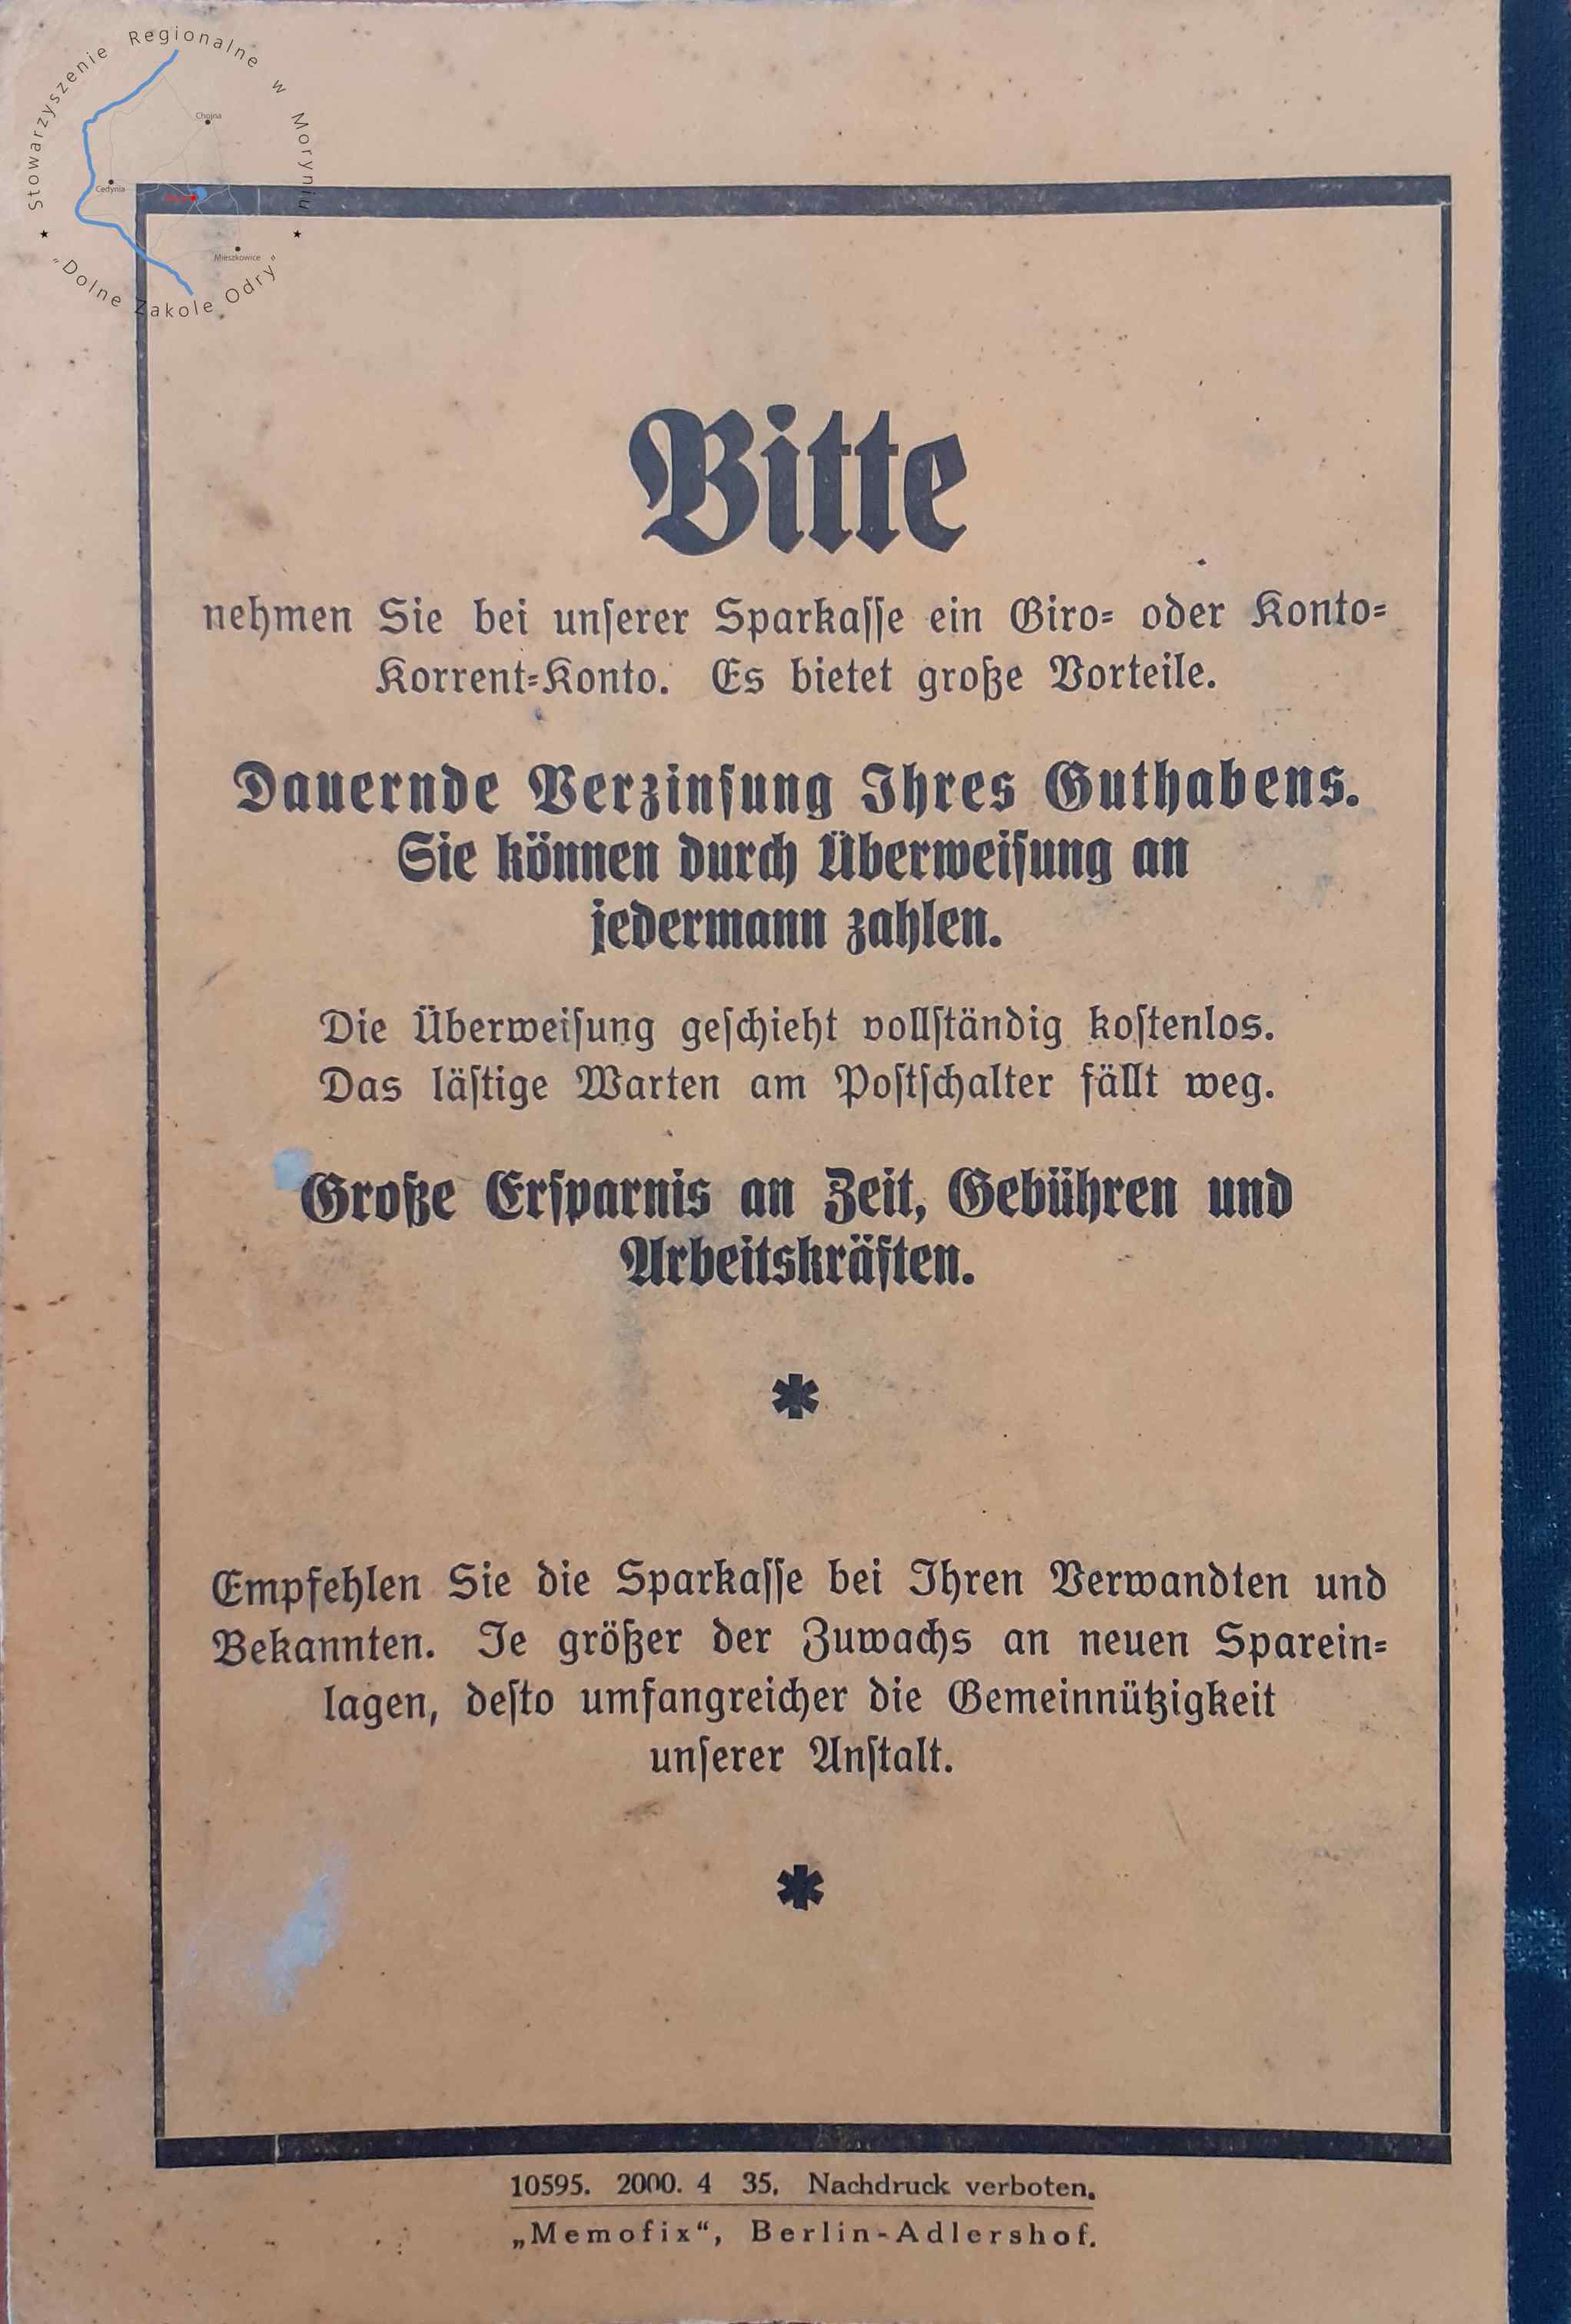 Stowarzyszenie Regionalne w Moryniu
"Dolne Zakole Odry"
Chojna
Cedynia
Mieszkowice
Bitte
nehmen Sie bei unſerer Sparkaſſe ein Giro= oder Konto=
Korrent=Konto. Es bietet große Vorteile.
Dauernde Verzinſung Ihres Guthabens.
Sie können durch Überweiſung an
jedermann zahlen.
Die Überweiſung geſchieht vollſtändig koſtenlos.
Das läſtige Warten am Poſtſchalter fällt weg.
Große Erſparnis an Zeit, Gebühren und
Arbeitskräften.
*
Empfehlen Sie die Sparkaſſe bei Ihren Verwandten und
Bekannten. Je größer der Zuwachs an neuen Sparein=
lagen, deſto umfangreicher die Gemeinnützigkeit
unſerer Anſtalt.
*
10595. 2000. 4 35. Nachdruck verboten.
„Memofix“, Berlin-Adlershof.